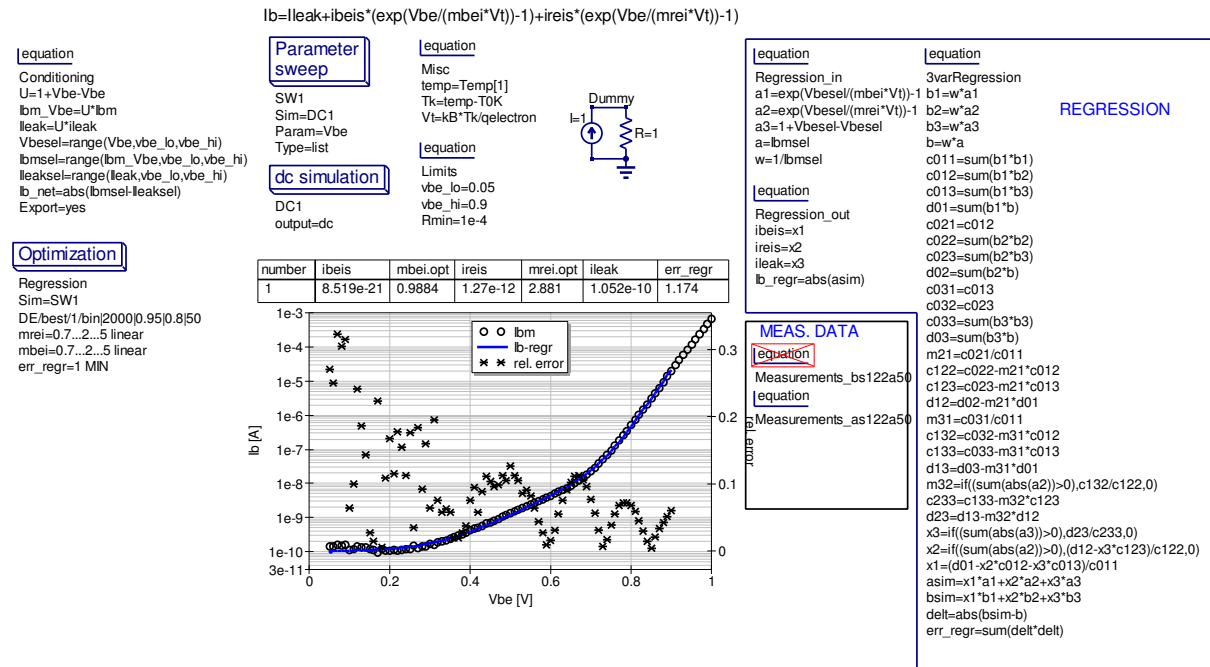 Ib=Ileak+ibeis*(exp(Vbe/(mbei*Vt))-1)+ireis*(exp(Vbe/(mrei*Vt))-1)
equation
Conditioning
U=1+Vbe-Vbe
Ibm_Vbe=U*Ibm
Ileak=U*ileak
Vbesel=range(Vbe,vbe_lo,vbe_hi)
Ibmsel=range(Ibm_Vbe,vbe_lo,vbe_hi)
Ileaksel=range(Ileak,vbe_lo,vbe_hi)
Ib_net=abs(Ibmsel-Ileaksel)
Export=yes
Optimization
Regression
Sim=SW1
DE/best/1/bin|2000|0.95|0.8|50
mrei=0.7...2...5 linear
mbei=0.7...2...5 linear
err_regr=1 MIN
Parameter
sweep
SW1
Sim=DC1
Param=Vbe
Type=list
dc simulation
DC1
output=dc
equation
Misc
temp=Temp[1]
Tk=temp-T0K
Vt=kB*Tk/qelectron
equation
Limits
vbe_lo=0.05
vbe_hi=0.9
Rmin=1e-4
Dummy
I=1
R=1
number ibeis mbei.opt ireis mrei.opt ileak err_regr
1 8.519e-21 0.9884 1.27e-12 2.881 1.052e-10 1.174
1e-3
1e-4
1e-5
1e-6
1e-7
1e-8
1e-9
1e-10
3e-11
Ib [A]
Ibm
Ib-regr
rel. error
0.3
0.2
0.1
0
rel. error
0 0.2 0.4 0.6 0.8 1
Vbe [V]
equation
Regression_in
a1=exp(Vbesel/(mbei*Vt))-1
a2=exp(Vbesel/(mrei*Vt))-1
a3=1+Vbesel-Vbesel
a=Ibmsel
w=1/Ibmsel
equation
Regression_out
ibeis=x1
ireis=x2
ileak=x3
Ib_regr=abs(asim)
MEAS. DATA
equation
Measurements_bs122a50
equation
Measurements_as122a50
REGRESSION
equation
3varRegression
b1=w*a1
b2=w*a2
b3=w*a3
b=w*a
c011=sum(b1*b1)
c012=sum(b1*b2)
c013=sum(b1*b3)
d01=sum(b1*b)
c021=c012
c022=sum(b2*b2)
c023=sum(b2*b3)
d02=sum(b2*b)
c031=c013
c032=c023
c033=sum(b3*b3)
d03=sum(b3*b)
m21=c021/c011
c122=c022-m21*c012
c123=c023-m21*c013
d12=d02-m21*d01
m31=c031/c011
c132=c032-m31*c012
c133=c033-m31*c013
d13=d03-m31*d01
m32=if((sum(abs(a2))>0),c132/c122,0)
c233=c133-m32*c123
d23=d13-m32*d12
x3=if((sum(abs(a3))>0),d23/c233,0)
x2=if((sum(abs(a2))>0),(d12-x3*c123)/c122,0)
x1=(d01-x2*c012-x3*c013)/c011
asim=x1*a1+x2*a2+x3*a3
bsim=x1*b1+x2*b2+x3*b3
delt=abs(bsim-b)
err_regr=sum(delt*delt)